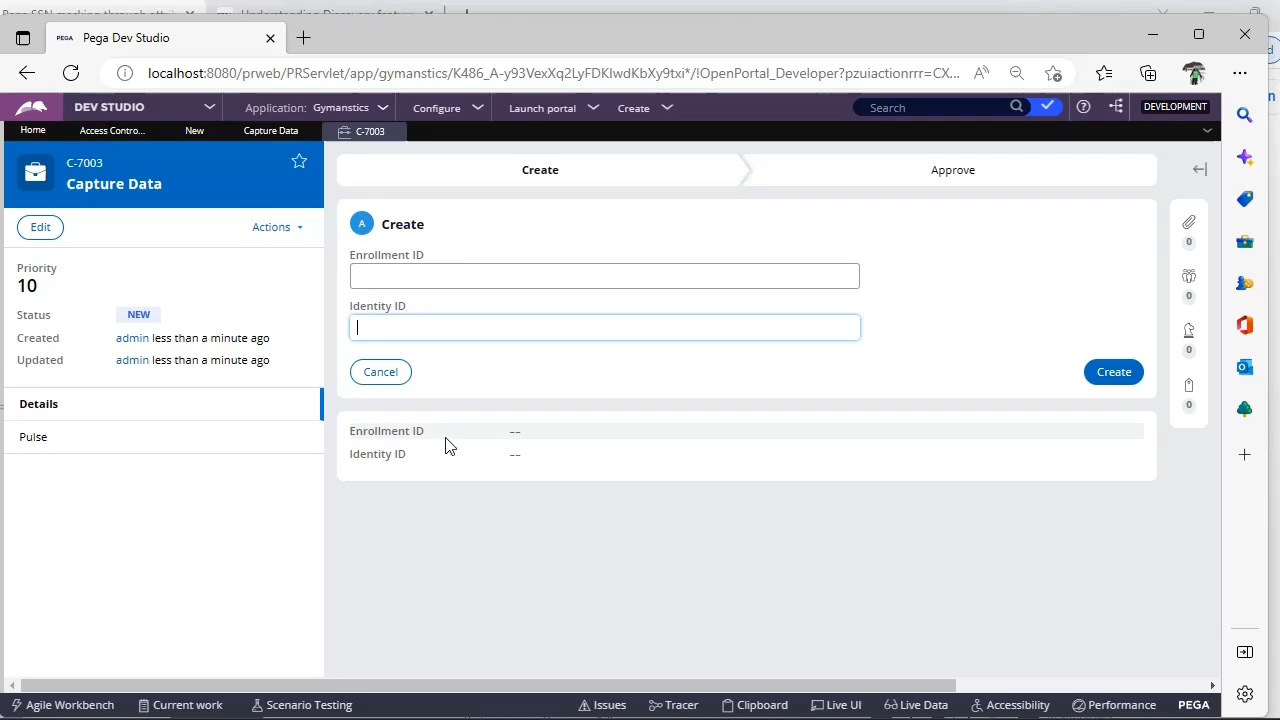 PEGA Pega Dev Studio
localhost:8080/prweb/PRServlet/app/gymanstics/K486_A-y93VexXq2LyFDKlwdKbXy9txi*/!OpenPortal_Developer?pzuiactionrrr=CX...
DEV STUDIO Application: Gymanstics Configure Launch portal Create Search DEVELOPMENT
Home Access Contro... New Capture Data C-7003
C-7003
Capture Data
Edit Actions
Priority
10
Status NEW
Created admin less than a minute ago
Updated admin less than a minute ago
Details
Pulse
Create Approve
A Create
Enrollment ID
Identity ID
Cancel Create
Enrollment ID --
Identity ID --
0
0
0
0
Agile Workbench Current work Scenario Testing Issues Tracer Clipboard Live UI Live Data Accessibility Performance PEGA